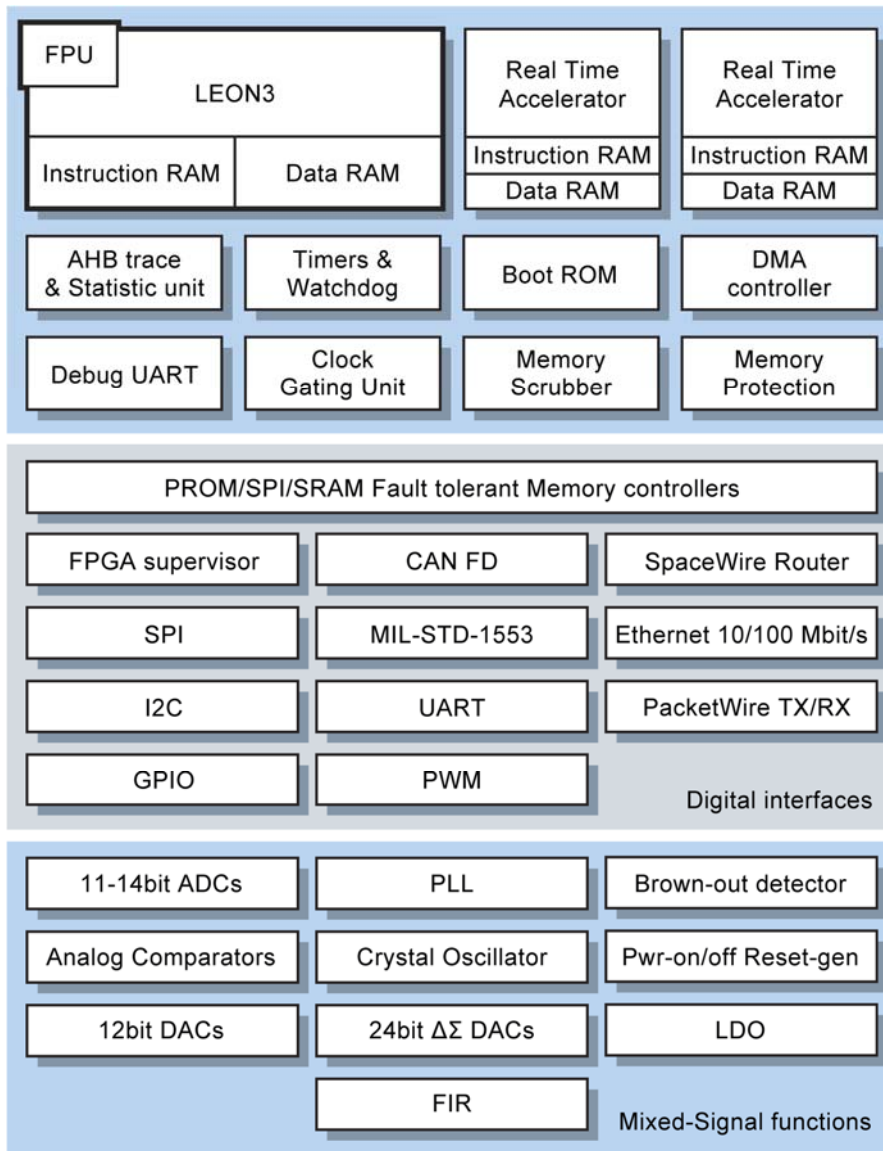 FPU
LEON3
Instruction RAM
Data RAM
Real Time
Accelerator
Instruction RAM
Data RAM
Real Time
Accelerator
Instruction RAM
Data RAM
AHB trace
& Statistic unit
Timers &
Watchdog
Boot ROM
DMA
controller
Debug UART
Clock
Gating Unit
Memory
Scrubber
Memory
Protection
PROM/SPI/SRAM Fault tolerant Memory controllers
FPGA supervisor
CAN FD
SpaceWire Router
SPI
MIL-STD-1553
Ethernet 10/100 Mbit/s
I2C
UART
PacketWire TX/RX
GPIO
PWM
Digital interfaces
11-14bit ADCs
PLL
Brown-out detector
Analog Comparators
Crystal Oscillator
Pwr-on/off Reset-gen
12bit DACs
24bit ΔΣ DACs
LDO
FIR
Mixed-Signal functions